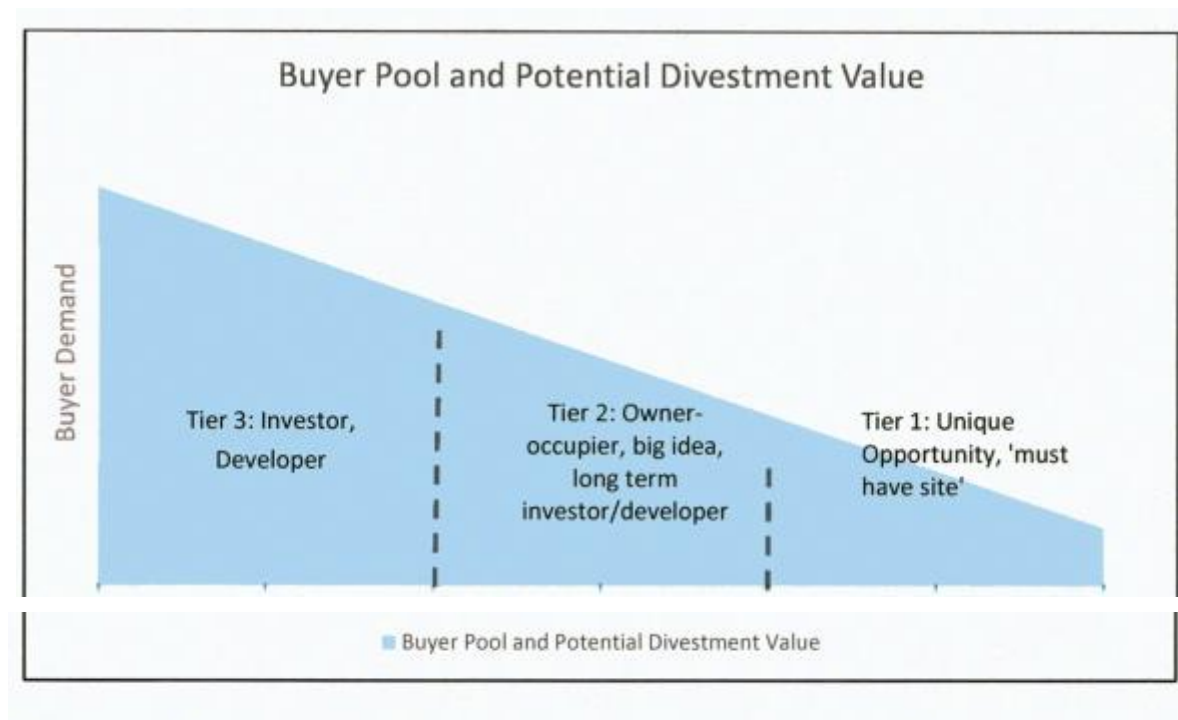 Buyer Pool and Potential Divestment Value
Buyer Demand
Tier 3: Investor,
Developer
Tier 2: Owner-
occupier, big idea,
long term
investor/developer
Tier 1: Unique
Opportunity, 'must
have site'
Buyer Pool and Potential Divestment Value